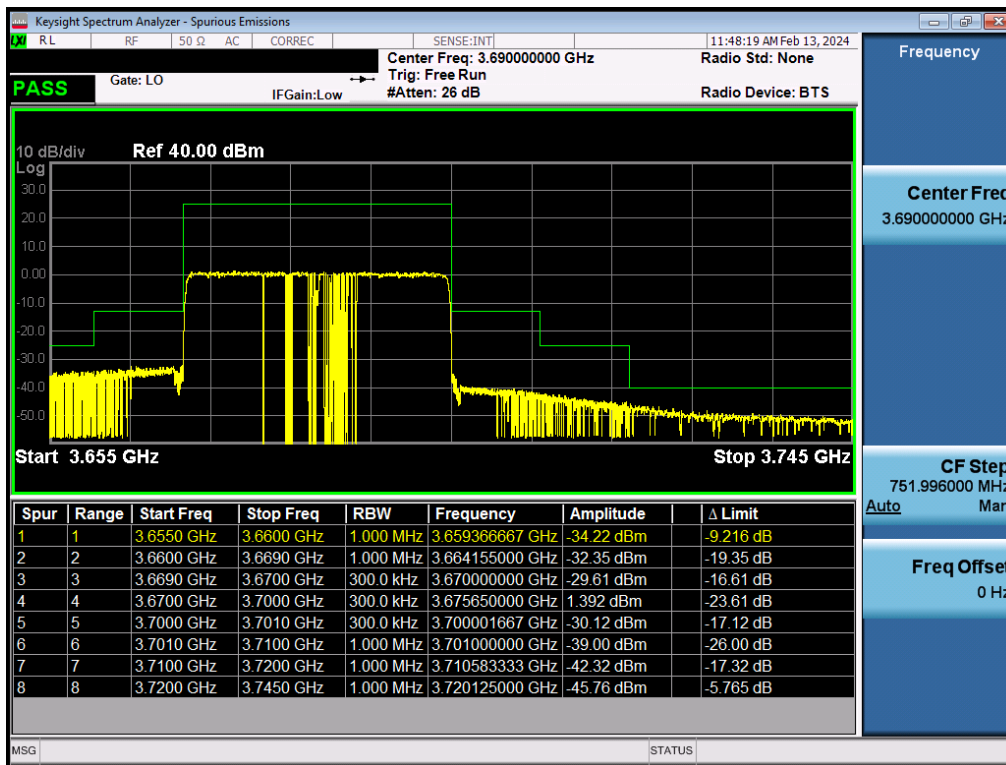 Keysight Spectrum Analyzer - Spurious Emissions
LXI RL RF 50 Ω AC CORREC SENSE:INT 11:48:19 AM Feb 13, 2024
Center Freq: 3.690000000 GHz Radio Std: None
Trig: Free Run
PASS Gate: LO IFGain:Low #Atten: 26 dB Radio Device: BTS
10 dB/div Ref 40.00 dBm
Log
30.0
20.0
10.0
0.00
-10.0
-20.0
-30.0
-40.0
-50.0
Start 3.655 GHz Stop 3.745 GHz
Spur Range Start Freq Stop Freq RBW Frequency Amplitude Δ Limit
1 1 3.6550 GHz 3.6600 GHz 1.000 MHz 3.659366667 GHz -34.22 dBm -9.216 dB
2 2 3.6600 GHz 3.6690 GHz 1.000 MHz 3.664155000 GHz -32.35 dBm -19.35 dB
3 3 3.6690 GHz 3.6700 GHz 300.0 kHz 3.670000000 GHz -29.61 dBm -16.61 dB
4 4 3.6700 GHz 3.7000 GHz 300.0 kHz 3.675650000 GHz 1.392 dBm -23.61 dB
5 5 3.7000 GHz 3.7010 GHz 300.0 kHz 3.700001667 GHz -30.12 dBm -17.12 dB
6 6 3.7010 GHz 3.7100 GHz 1.000 MHz 3.701000000 GHz -39.00 dBm -26.00 dB
7 7 3.7100 GHz 3.7200 GHz 1.000 MHz 3.710583333 GHz -42.32 dBm -17.32 dB
8 8 3.7200 GHz 3.7450 GHz 1.000 MHz 3.720125000 GHz -45.76 dBm -5.765 dB
MSG STATUS
Frequency
Center Freq
3.690000000 GHz
CF Step
751.996000 MHz
Auto Man
Freq Offset
0 Hz